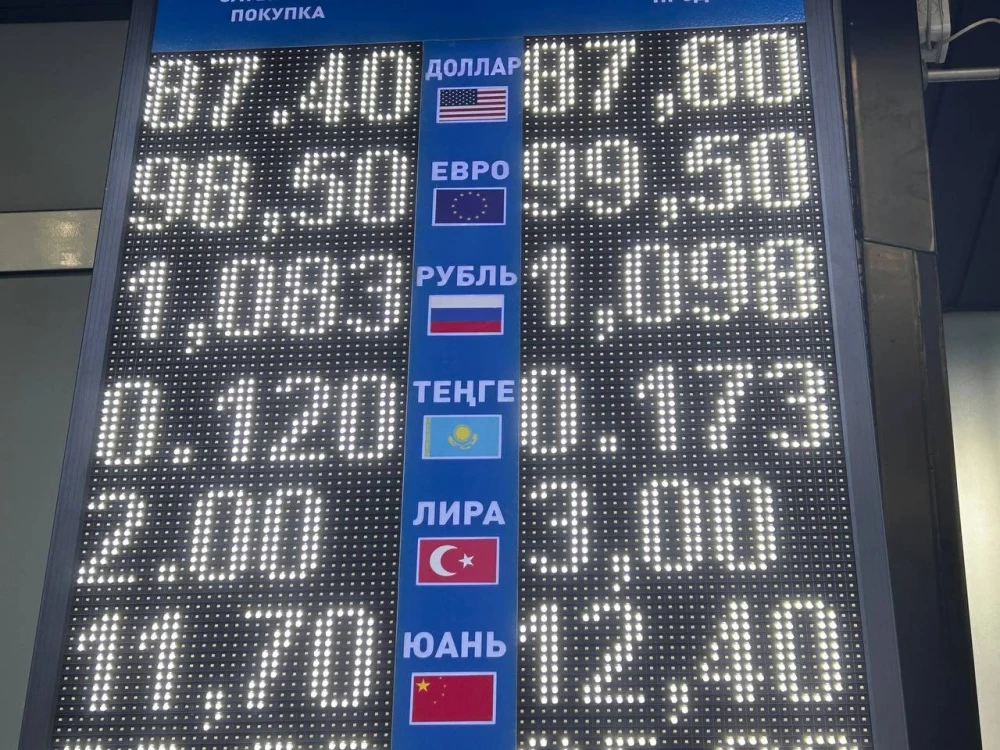 ПОКУПКА
87.40 ДОЛЛАР 87,80
98,50 ЕВРО 99,50
1,083 РУБЛЬ 1,098
0.120 ТЕҢГЕ 0.173
2.00 ЛИРА 3,00
11,70 ЮАНЬ 12,40